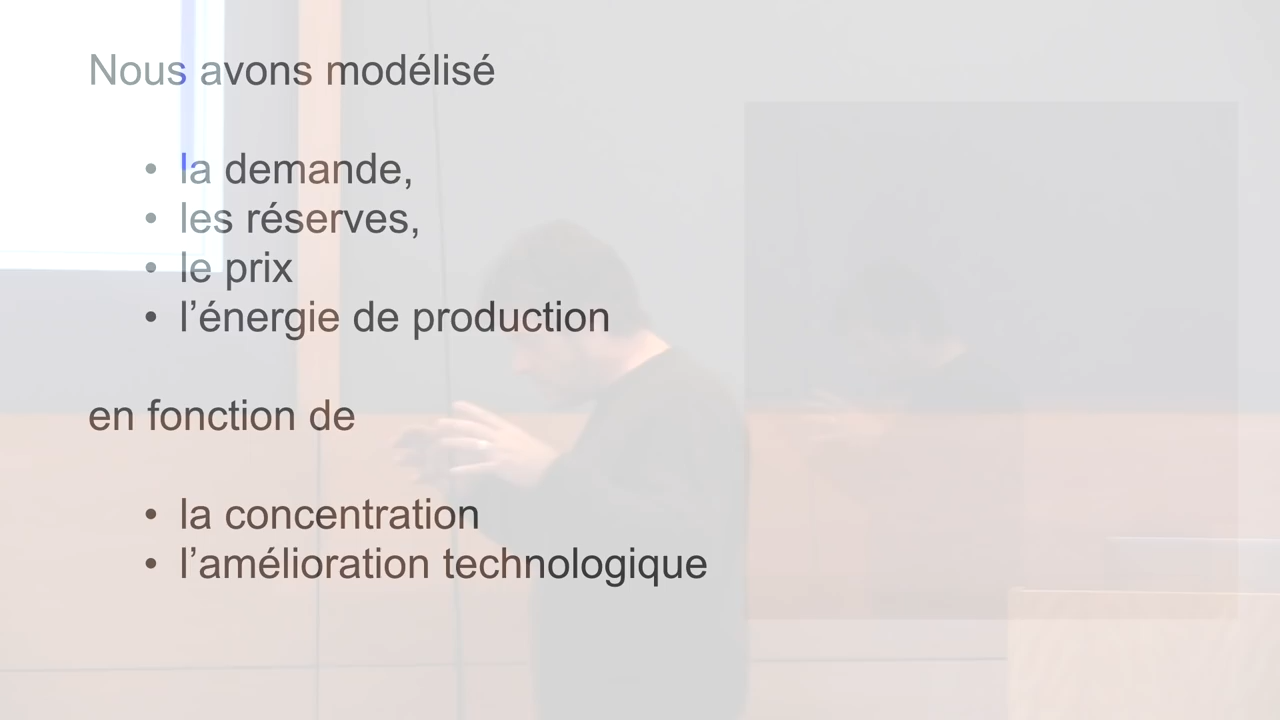 Nous avons modélisé
• la demande,
• les réserves,
• le prix
• l’énergie de production
en fonction de
• la concentration
• l’amélioration technologique